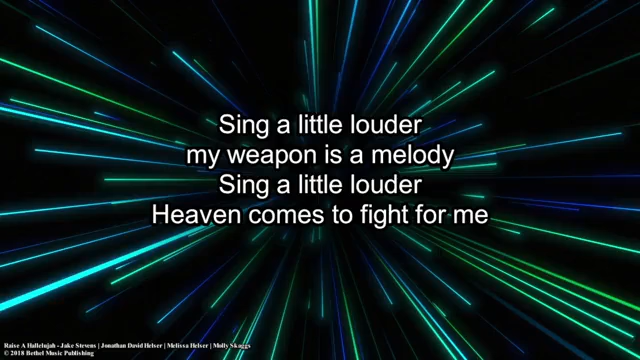 Sing a little louder
my weapon is a melody
Sing a little louder
Heaven comes to fight for me
Raise A Hallelujah - Jake Stevens | Jonathan David Helser | Melissa Helser | Molly Skaggs
© 2018 Bethel Music Publishing